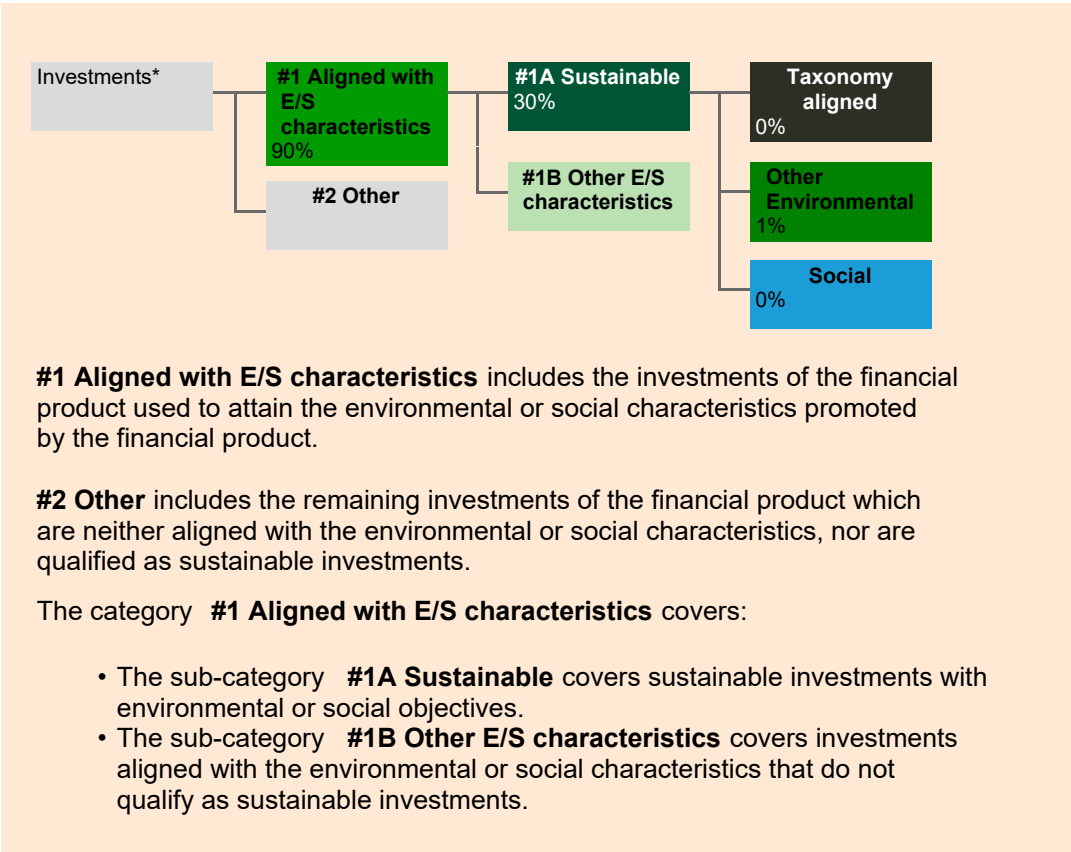 Investments*
#1 Aligned with
E/S
characteristics
90%
#2 Other
#1A Sustainable
30%
#1B Other E/S
characteristics
Taxonomy
aligned
0%
Other
Environmental
1%
Social
0%
#1 Aligned with E/S characteristics includes the investments of the financial
product used to attain the environmental or social characteristics promoted
by the financial product.
#2 Other includes the remaining investments of the financial product which
are neither aligned with the environmental or social characteristics, nor are
qualified as sustainable investments.
The category #1 Aligned with E/S characteristics covers:
• The sub-category #1A Sustainable covers sustainable investments with
environmental or social objectives.
• The sub-category #1B Other E/S characteristics covers investments
aligned with the environmental or social characteristics that do not
qualify as sustainable investments.